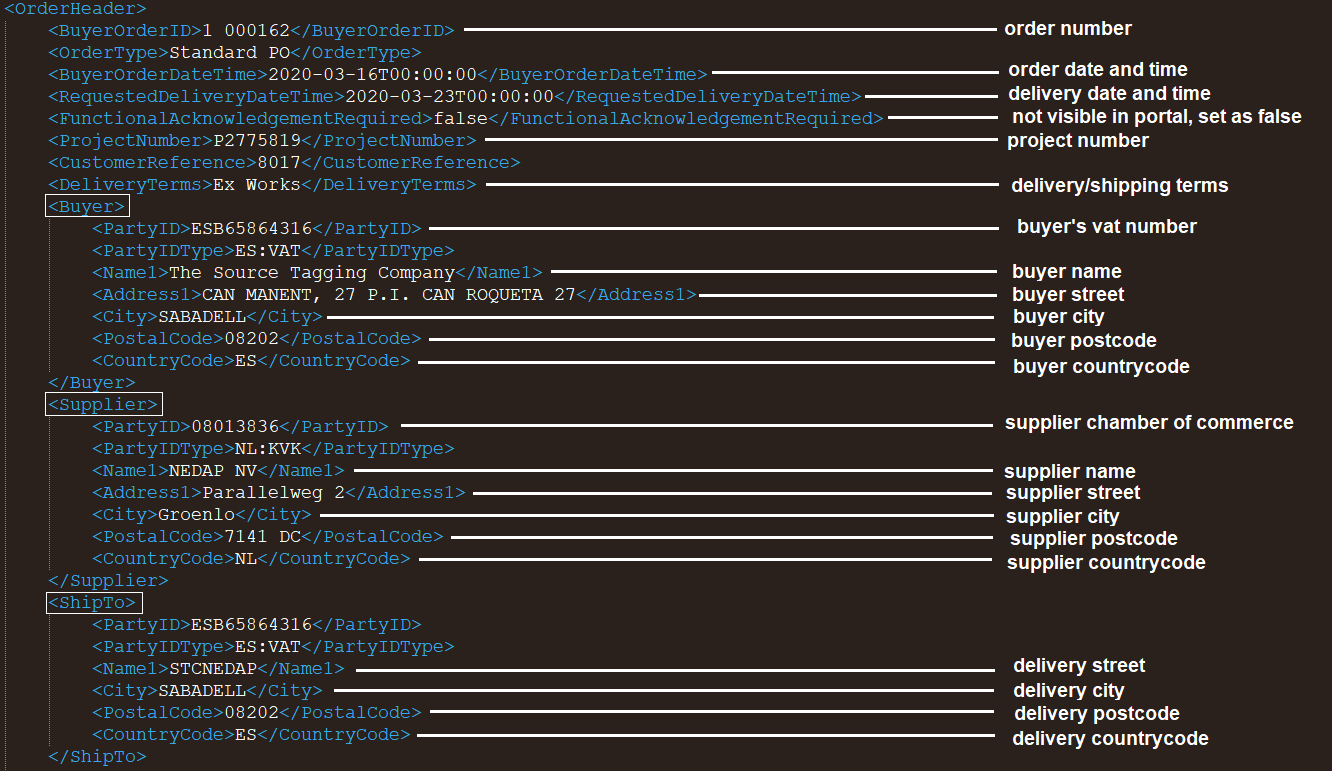 <OrderHeader>
<BuyerOrderID>1 000162</BuyerOrderID> order number
<OrderType>Standard PO</OrderType>
<BuyerOrderDateTime>2020-03-16T00:00:00</BuyerOrderDateTime> order date and time
<RequestedDeliveryDateTime>2020-03-23T00:00:00</RequestedDeliveryDateTime> delivery date and time
<FunctionalAcknowledgementRequired>false</FunctionalAcknowledgementRequired> not visible in portal, set as false
<ProjectNumber>P2775819</ProjectNumber> project number
<CustomerReference>8017</CustomerReference>
<DeliveryTerms>Ex Works</DeliveryTerms> delivery/shipping terms
<Buyer>
<PartyID>ESB65864316</PartyID> buyer's vat number
<PartyIDType>ES:VAT</PartyIDType>
<Name1>The Source Tagging Company</Name1> buyer name
<Address1>CAN MANENT, 27 P.I. CAN ROQUETA 27</Address1> buyer street
<City>SABADELL</City> buyer city
<PostalCode>08202</PostalCode> buyer postcode
<CountryCode>ES</CountryCode> buyer countrycode
</Buyer>
<Supplier>
<PartyID>08013836</PartyID> supplier chamber of commerce
<PartyIDType>NL:KVK</PartyIDType>
<Name1>NEDAP NV</Name1> supplier name
<Address1>Parallelweg 2</Address1> supplier street
<City>Groenlo</City> supplier city
<PostalCode>7141 DC</PostalCode> supplier postcode
<CountryCode>NL</CountryCode> supplier countrycode
</Supplier>
<ShipTo>
<PartyID>ESB65864316</PartyID>
<PartyIDType>ES:VAT</PartyIDType>
<Name1>STCNEDAP</Name1> delivery street
<City>SABADELL</City> delivery city
<PostalCode>08202</PostalCode> delivery postcode
<CountryCode>ES</CountryCode> delivery countrycode
</ShipTo>